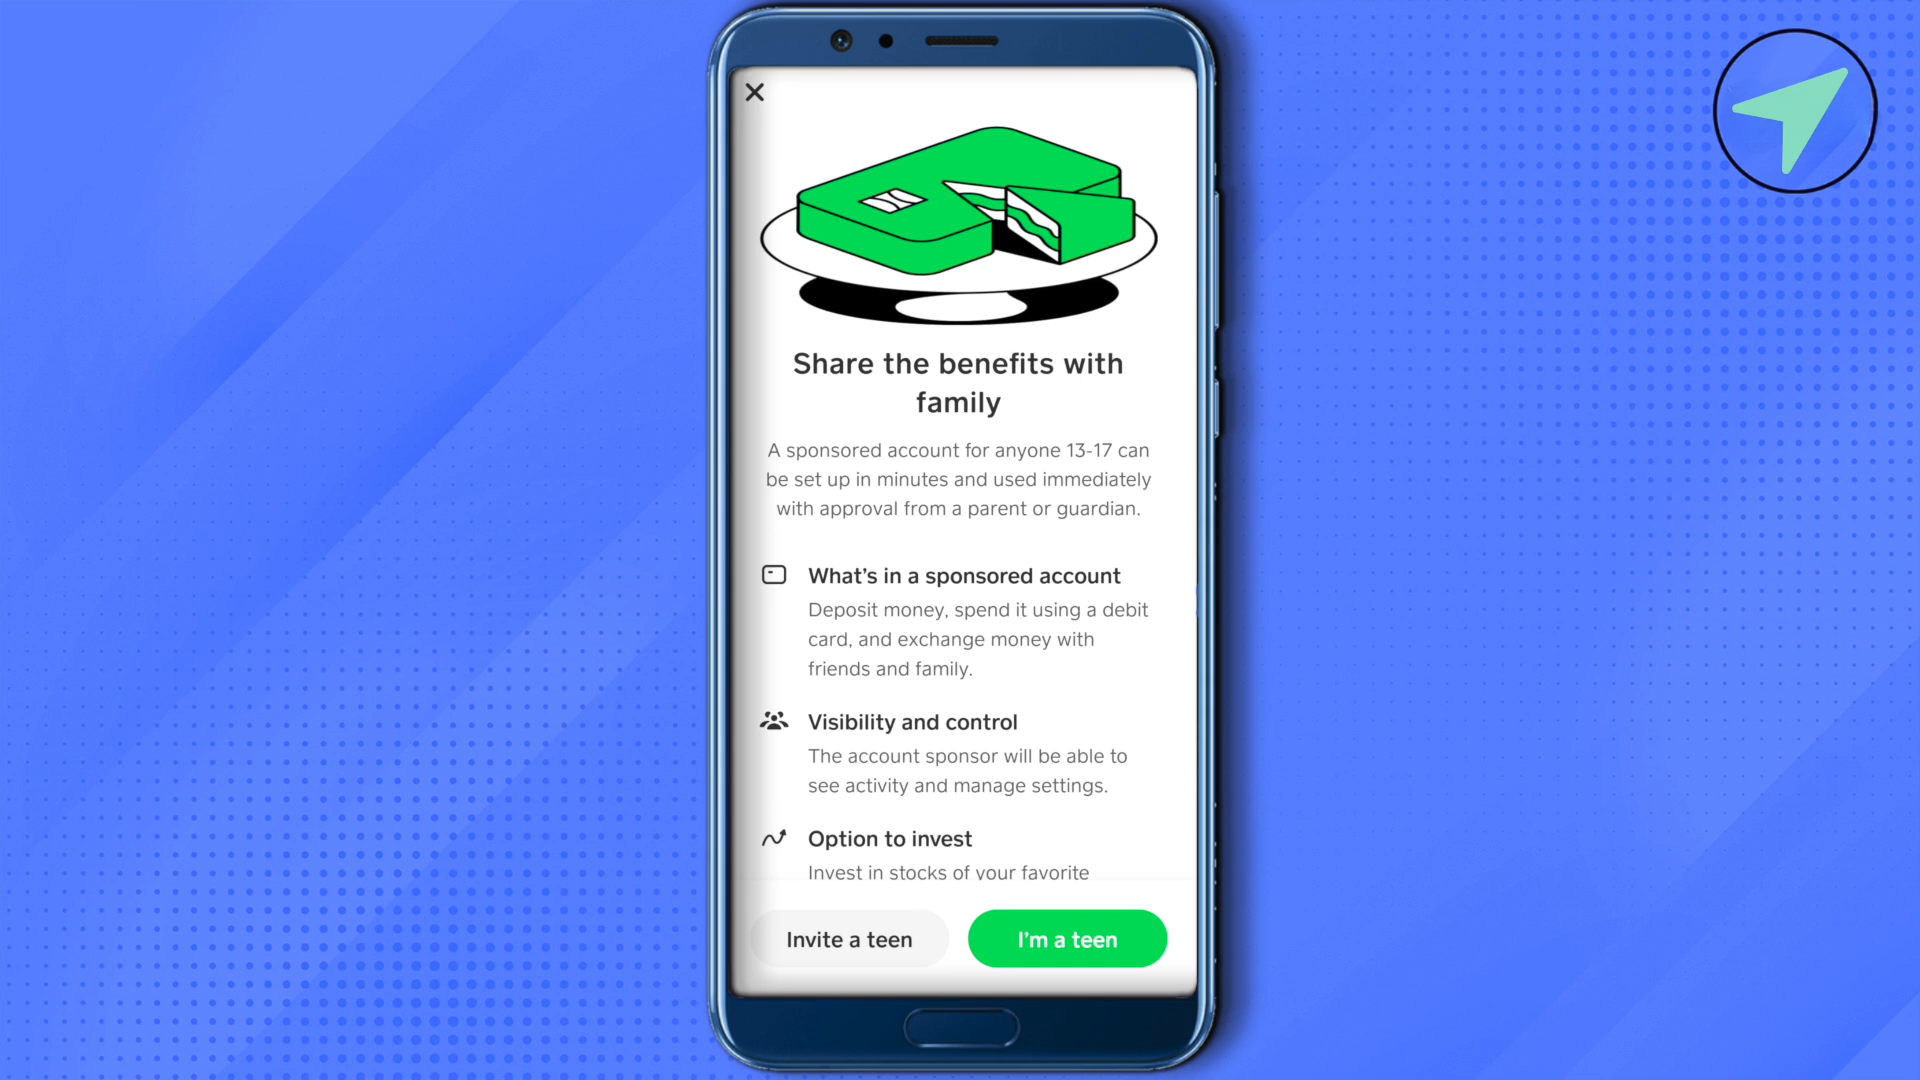 Share the benefits with
family
A sponsored account for anyone 13-17 can
be set up in minutes and used immediately
with approval from a parent or guardian.
What's in a sponsored account
Deposit money, spend it using a debit
card, and exchange money with
friends and family.
Visibility and control
The account sponsor will be able to
see activity and manage settings.
Option to invest
Invest in stocks of your favorite
Invite a teen
I'm a teen